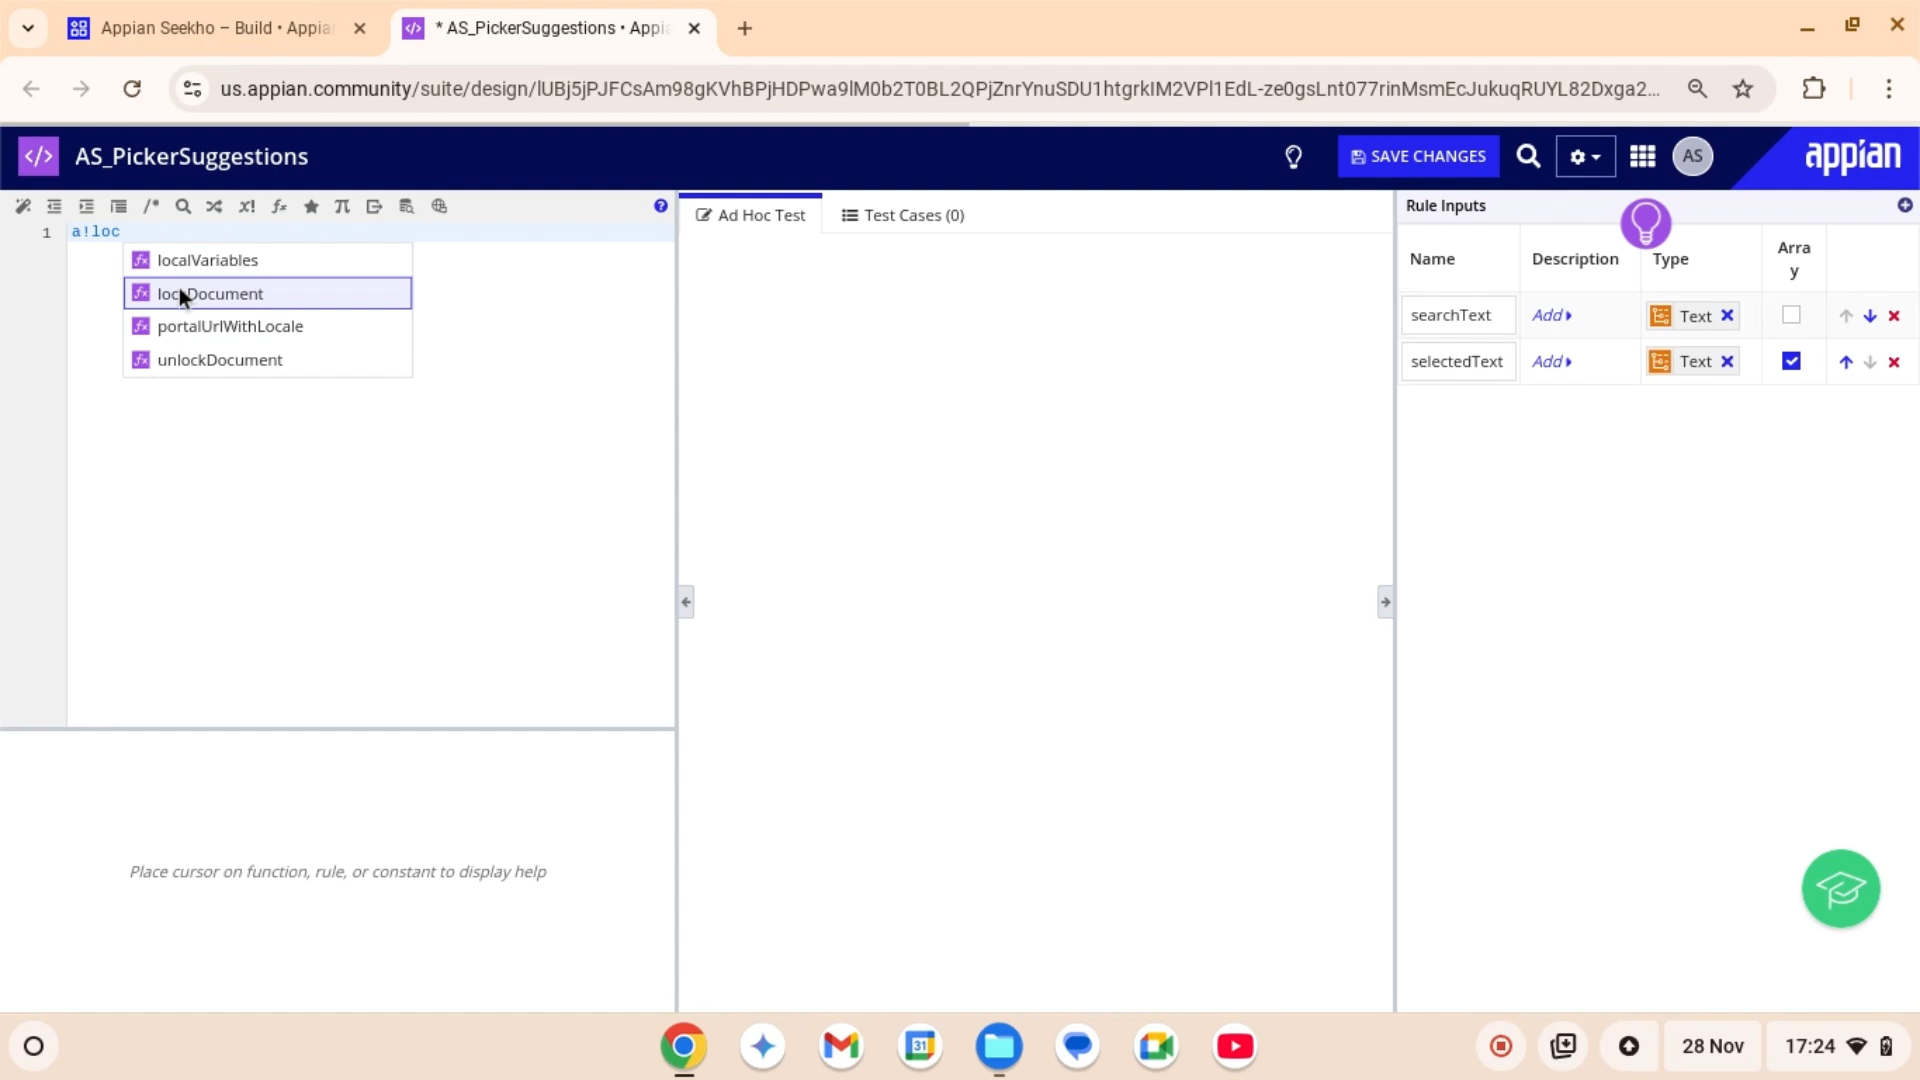 Appian Seekho – Build • Appia
* AS_PickerSuggestions • Appi
us.appian.community/suite/design/lUBj5jPJFCsAm98gKVhBPjHDPwa9lM0b2T0BL2QPjZnrYnuSDU1htgrkIM2VPl1EdL-ze0gsLnt077rinMsmEcJukuqRUYL82Dxga2...
AS_PickerSuggestions
SAVE CHANGES
AS
appian
Ad Hoc Test
Test Cases (0)
Rule Inputs
1 a!loc
localVariables
lockDocument
portalUrlWithLocale
unlockDocument
Name Description Type Arra
y
searchText Add Text
selectedText Add Text
Place cursor on function, rule, or constant to display help
31
28 Nov
17:24